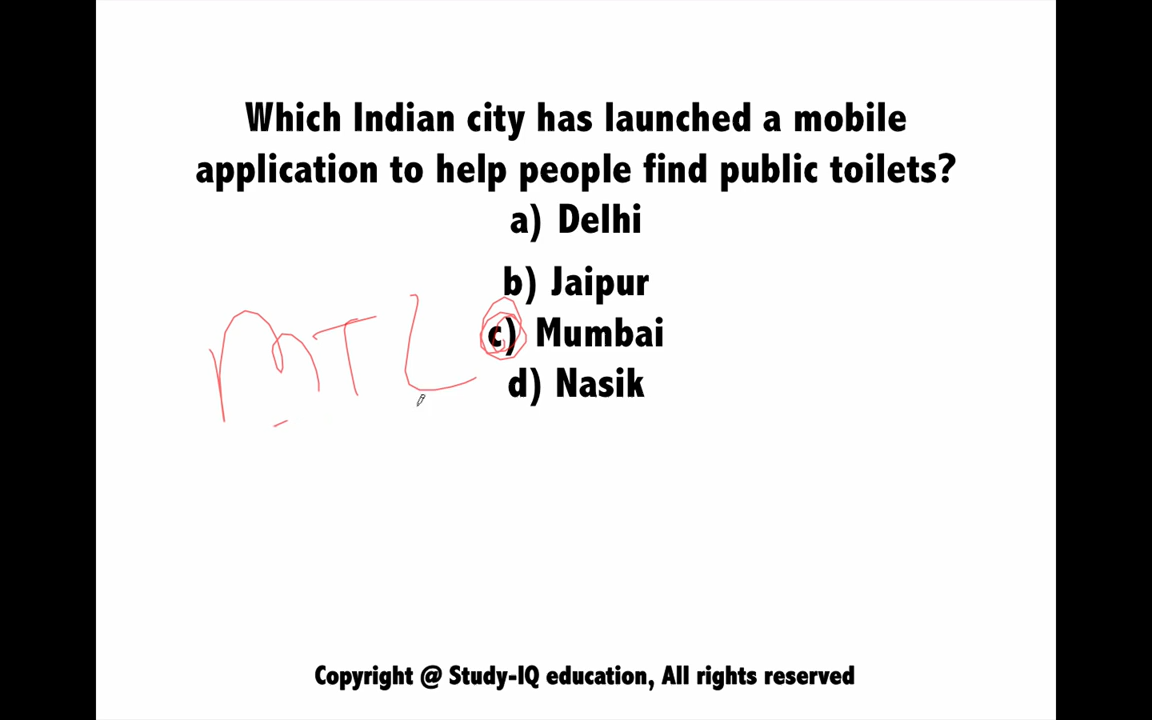 Which Indian city has launched a mobile
application to help people find public toilets?
a) Delhi
b) Jaipur
c) Mumbai
d) Nasik
MTL
Copyright @ Study-IQ education, All rights reserved